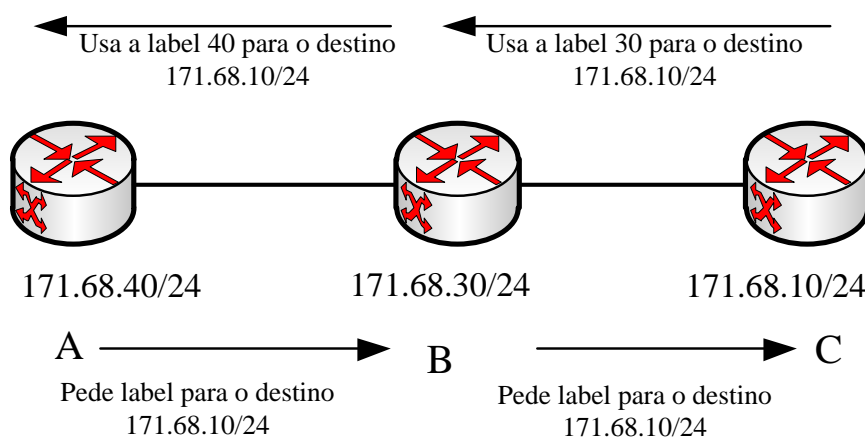 Usa a label 40 para o destino
171.68.10/24
Usa a label 30 para o destino
171.68.10/24
171.68.40/24
171.68.30/24
171.68.10/24
A
B
C
Pede label para o destino
171.68.10/24
Pede label para o destino
171.68.10/24